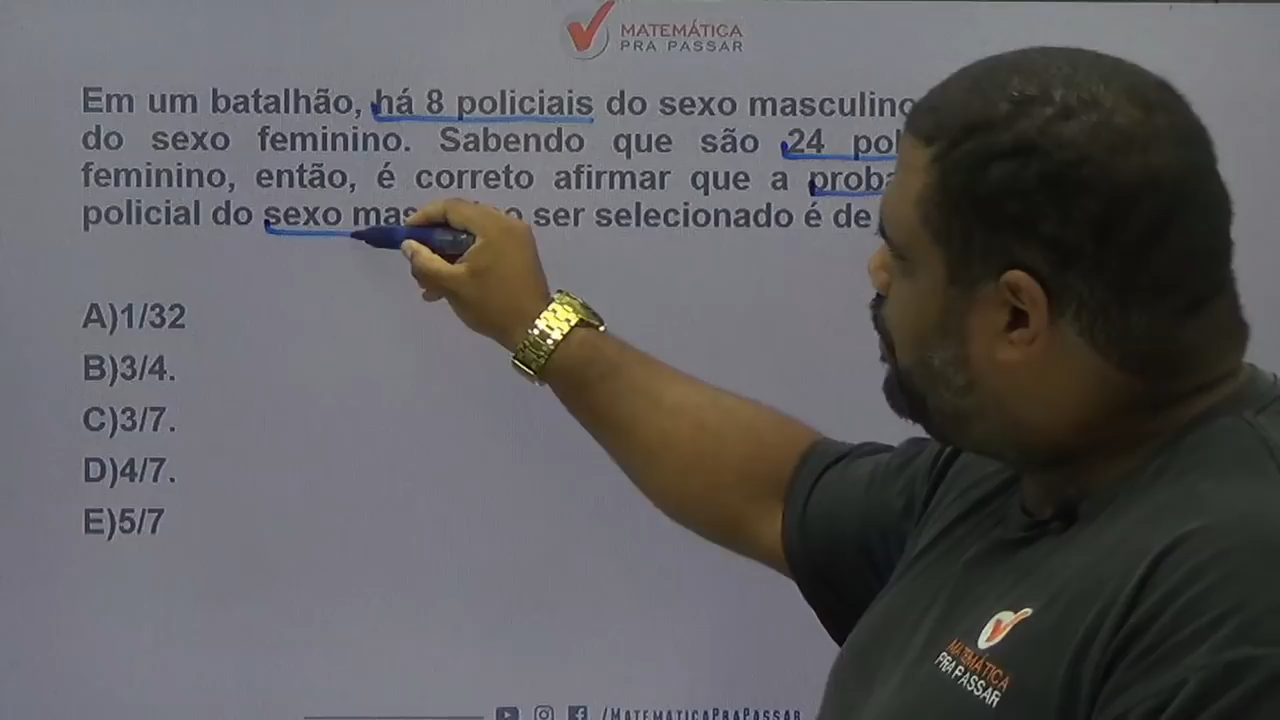 MATEMÁTICA
PRA PASSAR
Em um batalhão, há 8 policiais do sexo masculino
do sexo feminino. Sabendo que são 24
feminino, então, é correto afirmar que a
policial do sexo ser selecionado é de
A)1/32
B)3/4.
C)3/7.
D)4/7.
E)5/7
MATEMÁTICA
PRA PASSAR
/MATEMÁTICAPRAPASSAR